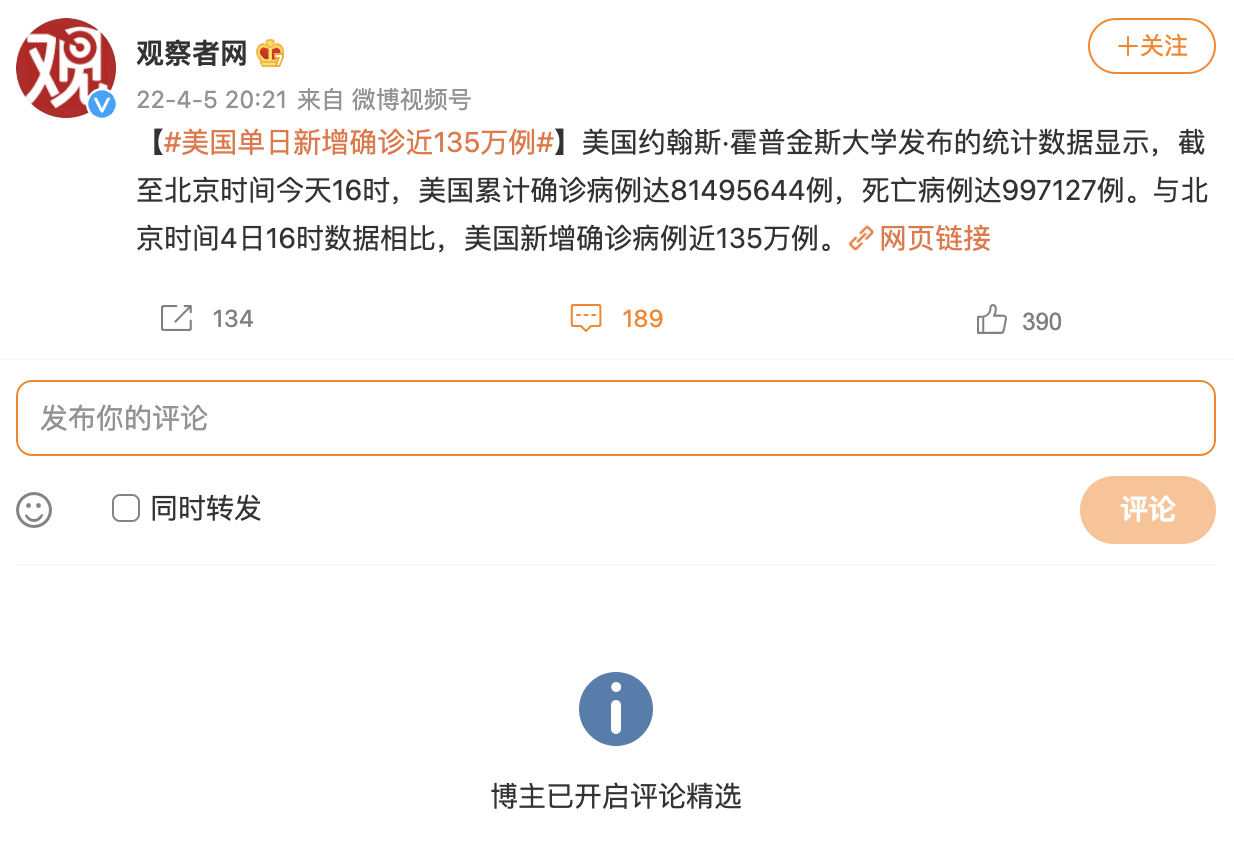 观
观察者网
＋关注
22-4-5 20:21 来自 微博视频号
【#美国单日新增确诊近135万例#】美国约翰斯·霍普金斯大学发布的统计数据显示，截
至北京时间今天16时，美国累计确诊病例达81495644例，死亡病例达997127例。与北
京时间4日16时数据相比，美国新增确诊病例近135万例。网页链接
134 189 390
发布你的评论
同时转发 评论
博主已开启评论精选